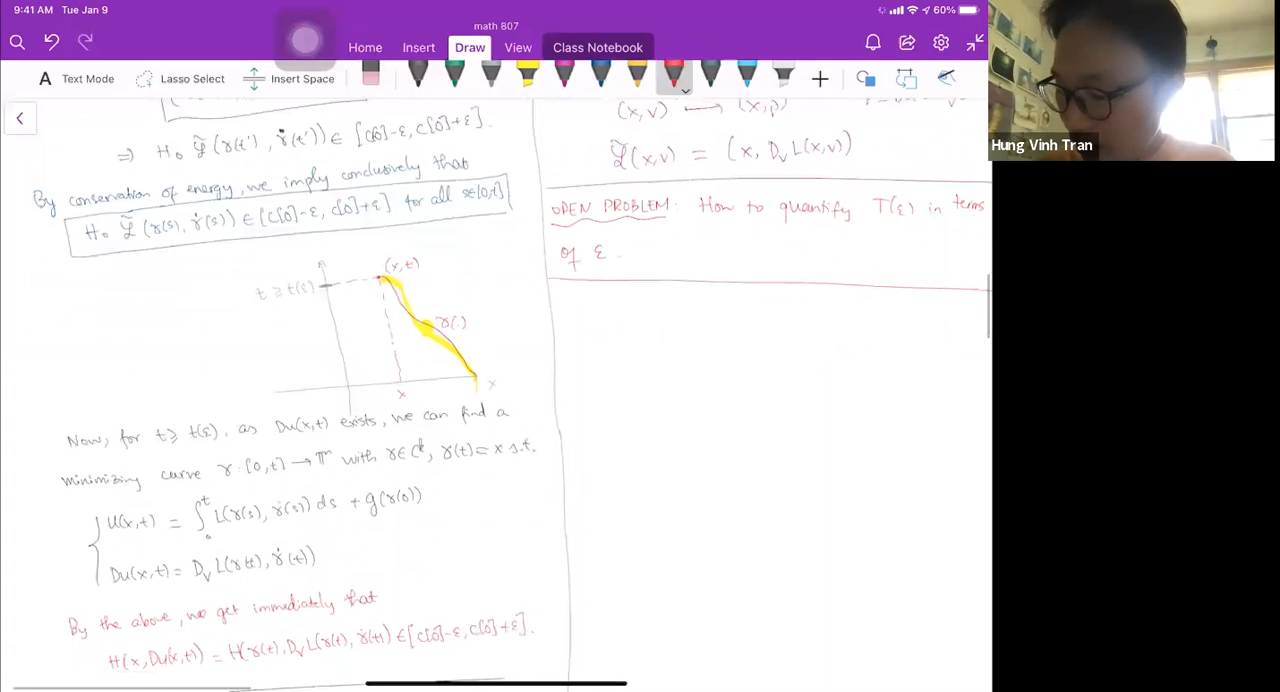 9:41 AM Tue Jan 9
60%
math 807
Home Insert Draw View Class Notebook
A Text Mode Lasso Select Insert Space
⇒ H∘ 𝓛̃ (γ(t'), γ̇(t')) ∈ [c[0]-ε, c[0]+ε].
By conservation of energy, we imply conclusively that
H∘ 𝓛̃ (γ(s), γ̇(s)) ∈ [c[0]-ε, c[0]+ε] for all s∈[0,t]
(x,t)
t ⩾ t(ε)
γ(.)
x
x
Now, for t⩾ t(ε), as Du(x,t) exists, we can find a
minimizing curve γ: [0,t] → 𝕋ⁿ with γ∈C¹, γ(t)=x s.t.
u(x,t) = ∫₀ᵗ L(γ(s), γ̇(s)) ds + g(γ(0))
Du(x,t) = D_v L(γ(t), γ̇(t))
By the above, we get immediately that
H(x, Du(x,t)) = H(γ(t), D_v L(γ(t), γ̇(t)) ∈ [c[0]-ε, c[0]+ε].
(x,v) ⟼ (x,p)
𝓛̃(x,v) = (x, D_v L(x,v))
OPEN PROBLEM: How to quantify T(ε) in terms
of ε.
Hung Vinh Tran